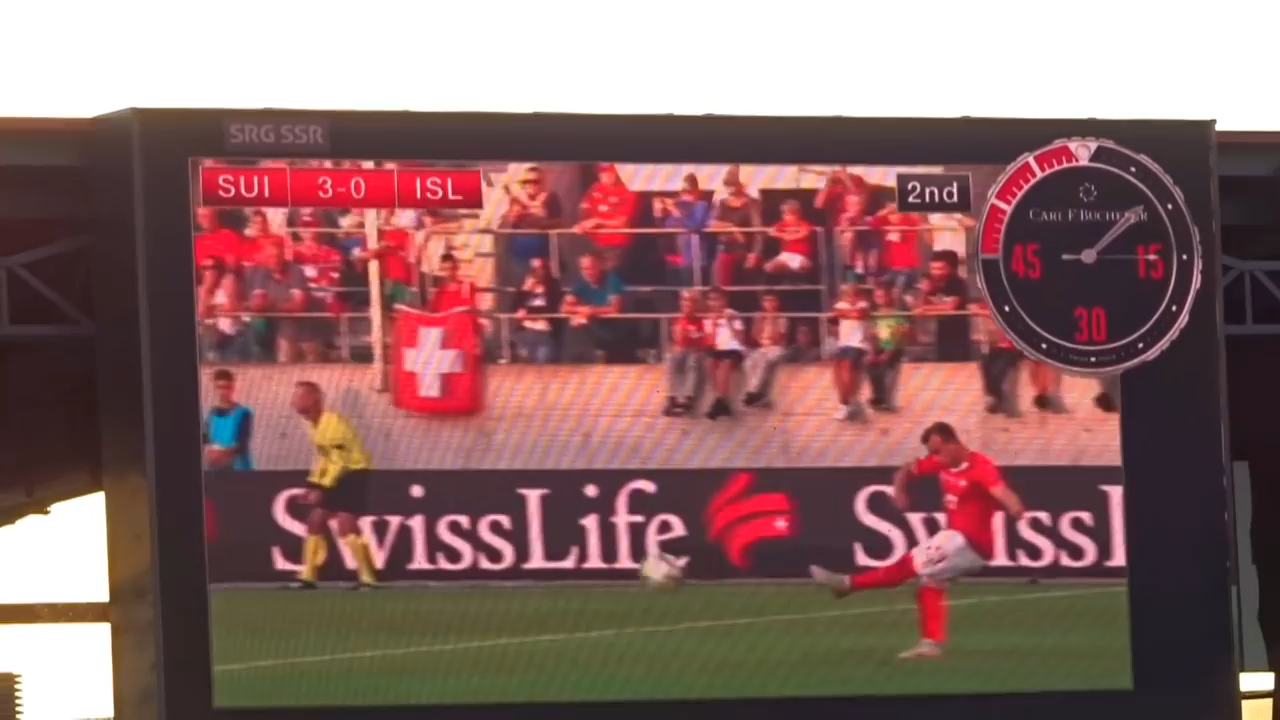 SRG SSR
SUI 3-0 ISL
2nd
CARL F BUCHERER
45
15
30
SwissLife
SwissL